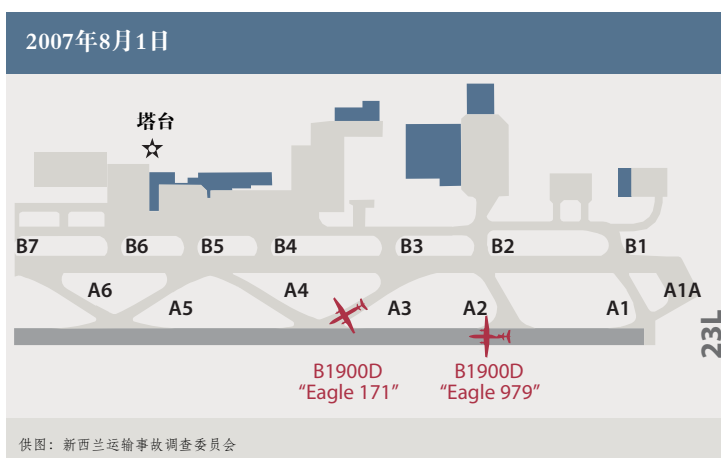 2007年8月1日
塔台
B7 B6 B5 B4 B3 B2 B1
A6 A5 A4 A3 A2 A1 A1A
23L
B1900D
“Eagle 171”
B1900D
“Eagle 979”
供图：新西兰运输事故调查委员会